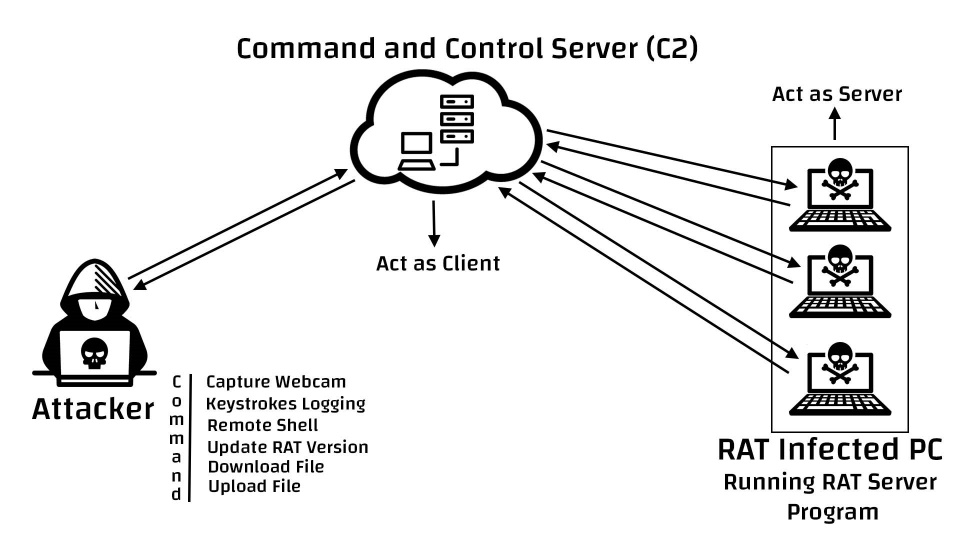 Command and Control Server (C2)
Act as Server
Act as Client
Attacker
Command
Capture Webcam
Keystrokes Logging
Remote Shell
Update RAT Version
Download File
Upload File
RAT Infected PC
Running RAT Server
Program